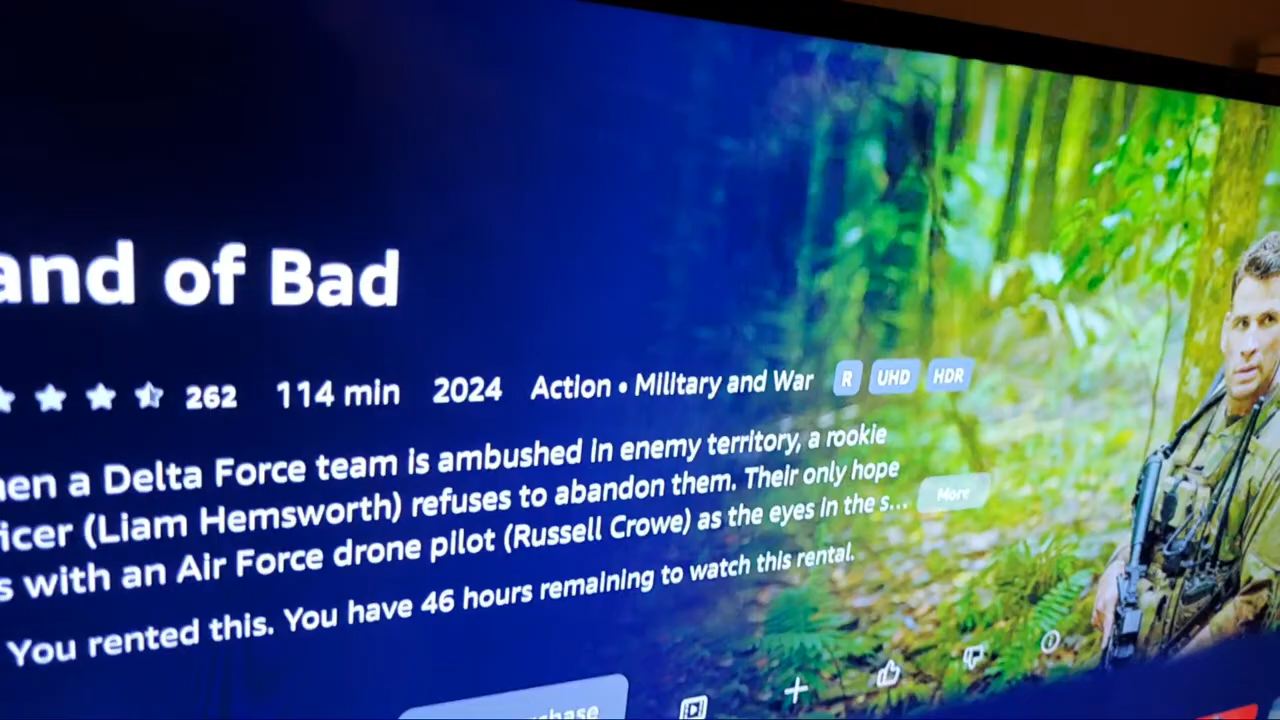 and of Bad
262 114 min 2024 Action • Military and War R UHD HDR
hen a Delta Force team is ambushed in enemy territory, a rookie
ficer (Liam Hemsworth) refuses to abandon them. Their only hope
s with an Air Force drone pilot (Russell Crowe) as the eyes in the s... More
You rented this. You have 46 hours remaining to watch this rental.
chase